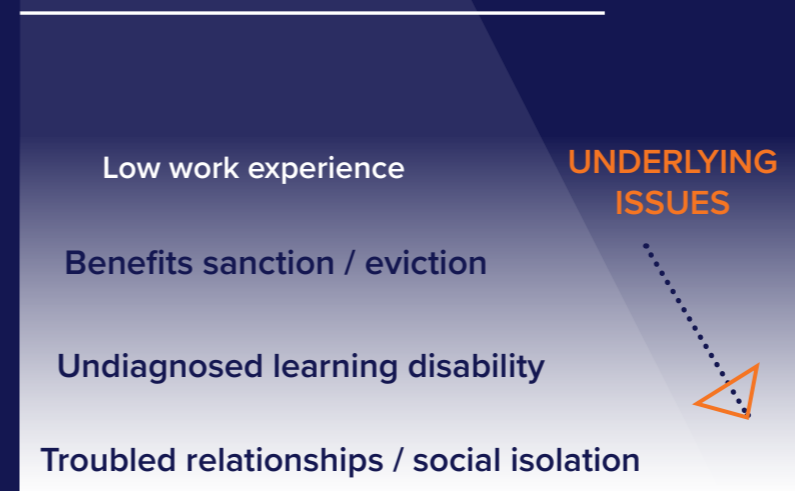 Low work experience
UNDERLYING
ISSUES
Benefits sanction / eviction
Undiagnosed learning disability
Troubled relationships / social isolation